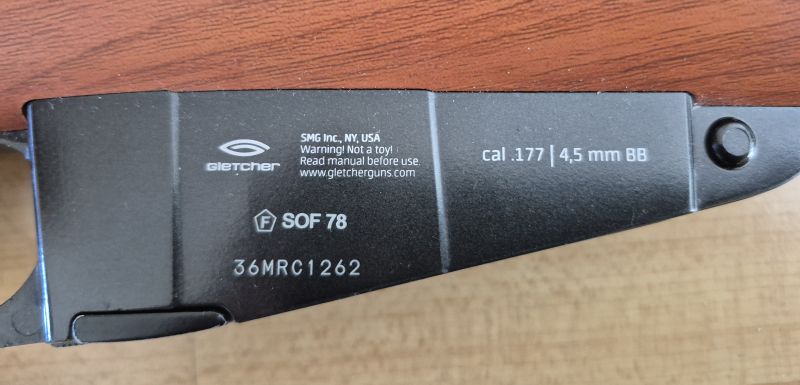 GLETCHER
SMG Inc., NY, USA
Warning! Not a toy!
Read manual before use.
www.gletcherguns.com
F SOF 78
36MRC1262
cal .177 | 4,5 mm BB